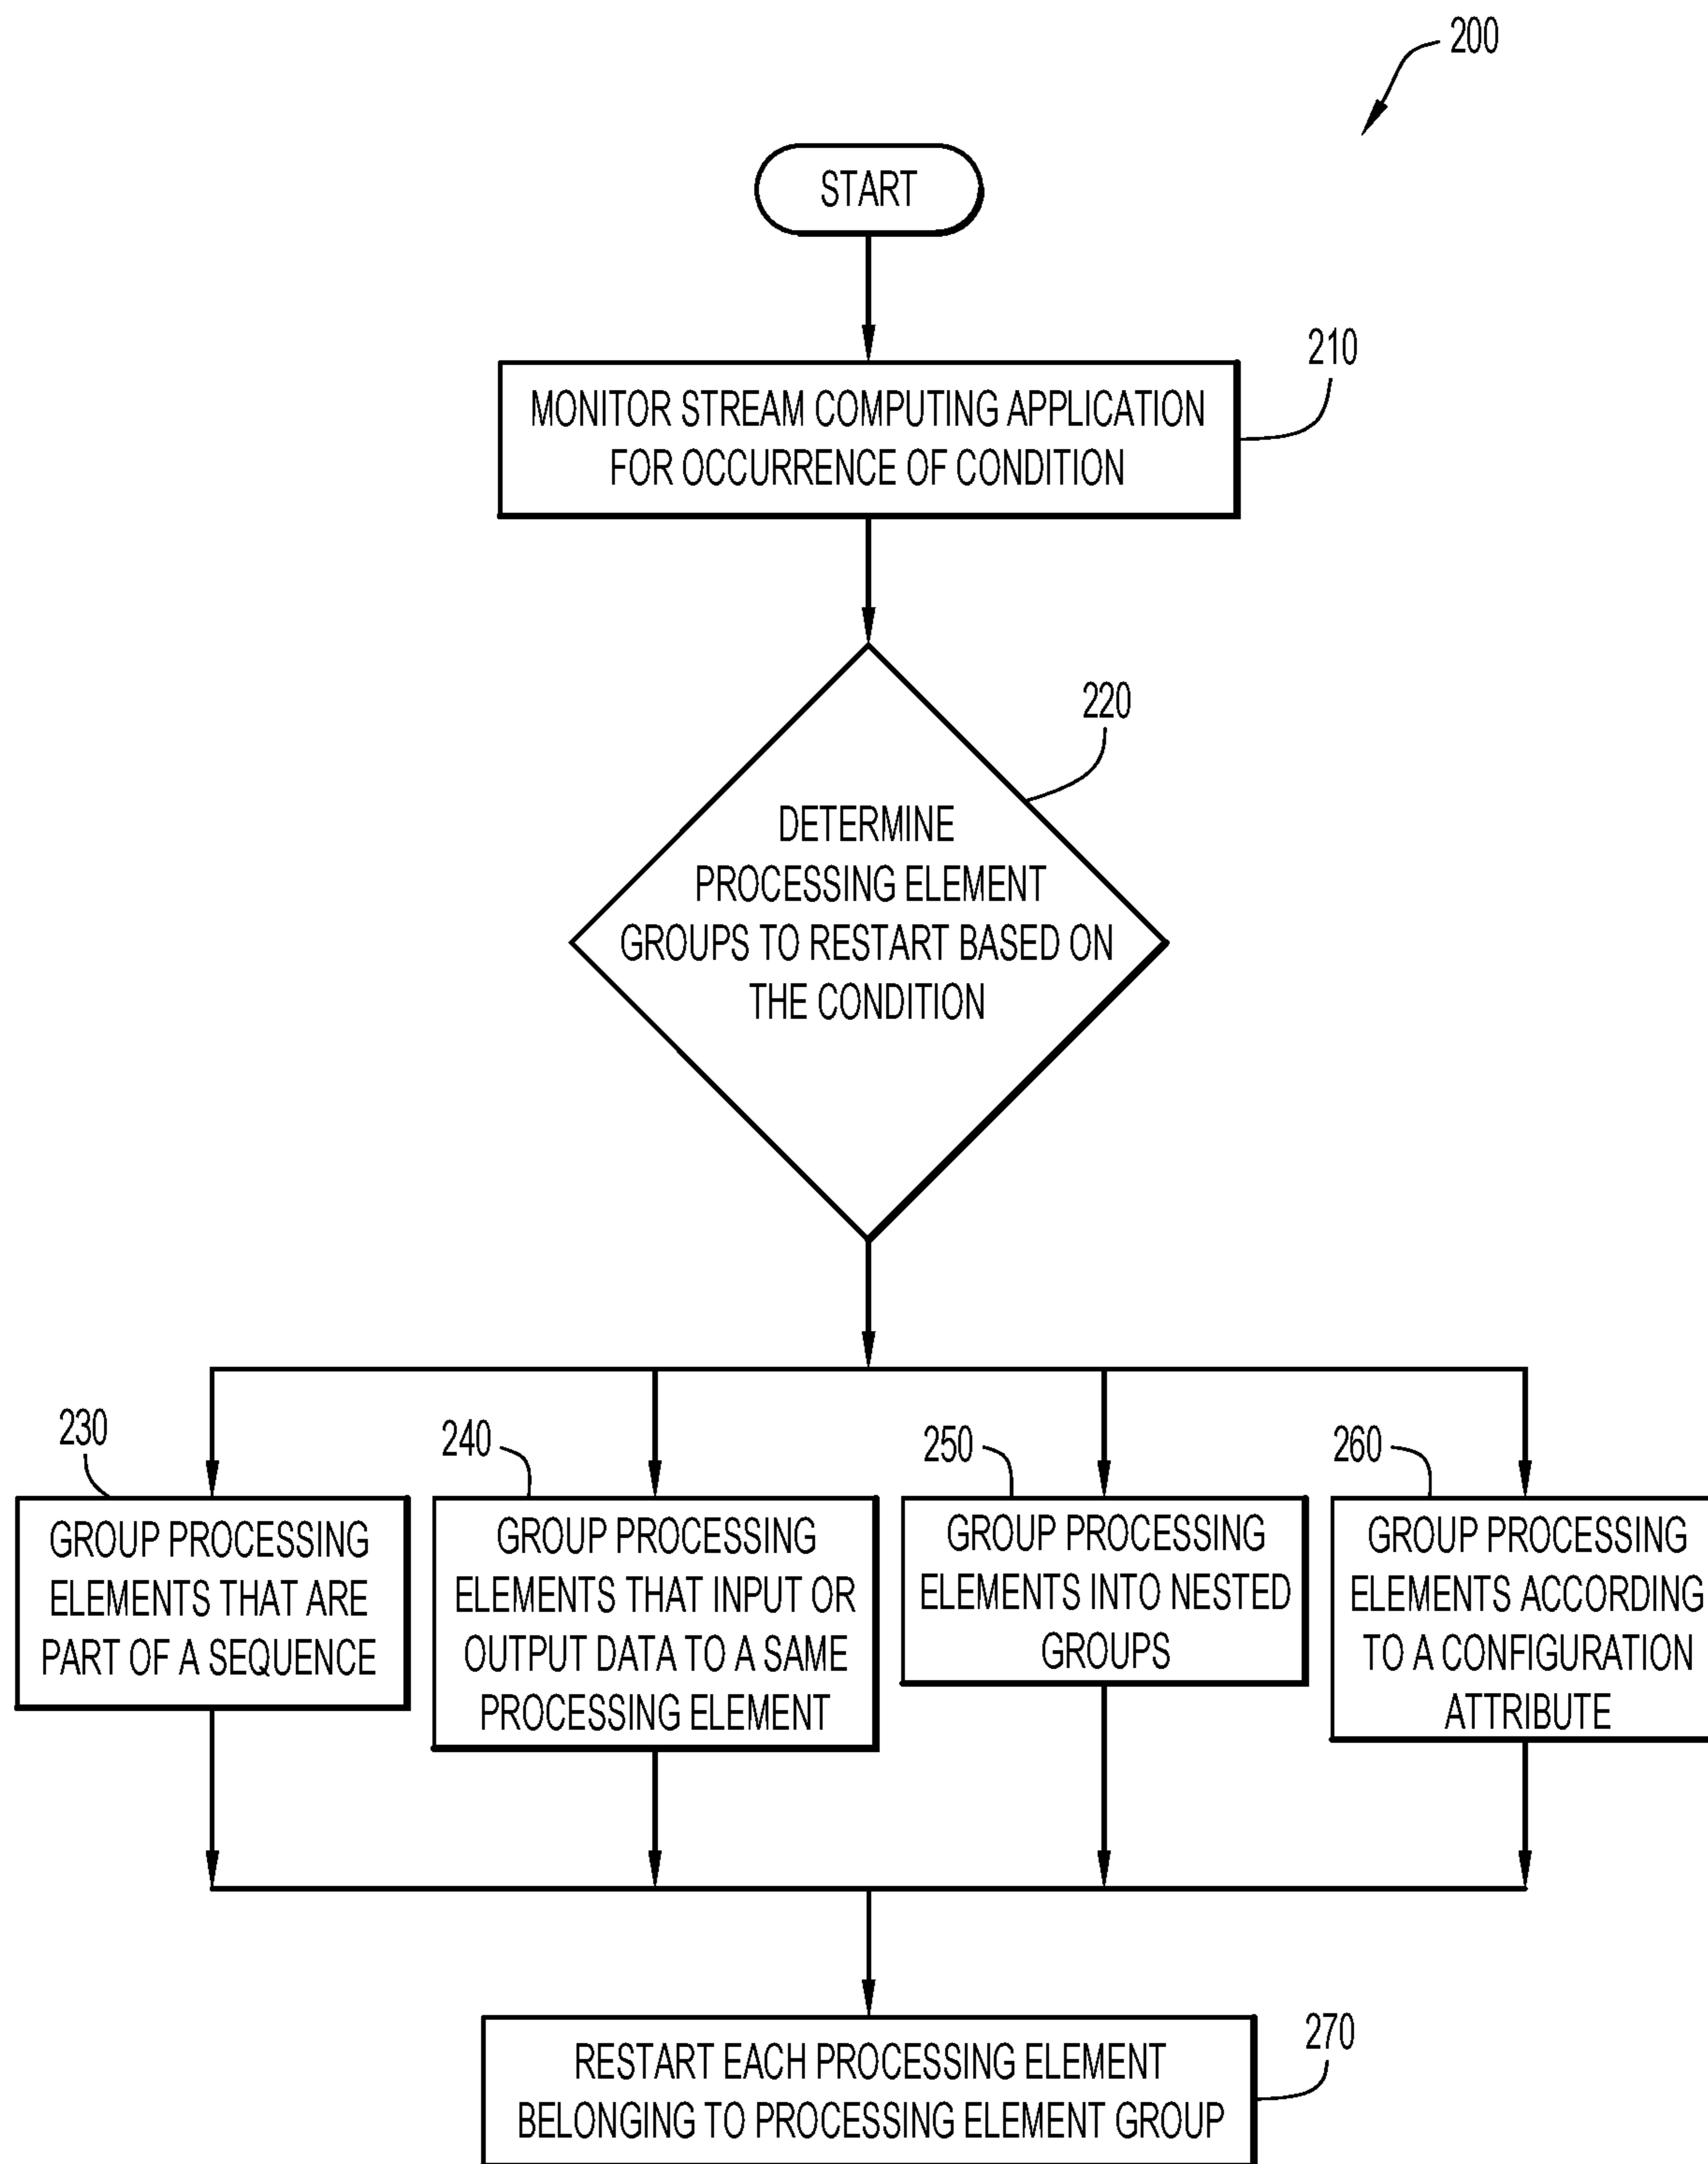 200
START
210
MONITOR STREAM COMPUTING APPLICATION
FOR OCCURRENCE OF CONDITION
220
DETERMINE
PROCESSING ELEMENT
GROUPS TO RESTART BASED ON
THE CONDITION
230
GROUP PROCESSING
ELEMENTS THAT ARE
PART OF A SEQUENCE
240
GROUP PROCESSING
ELEMENTS THAT INPUT OR
OUTPUT DATA TO A SAME
PROCESSING ELEMENT
250
GROUP PROCESSING
ELEMENTS INTO NESTED
GROUPS
260
GROUP PROCESSING
ELEMENTS ACCORDING
TO A CONFIGURATION
ATTRIBUTE
270
RESTART EACH PROCESSING ELEMENT
BELONGING TO PROCESSING ELEMENT GROUP